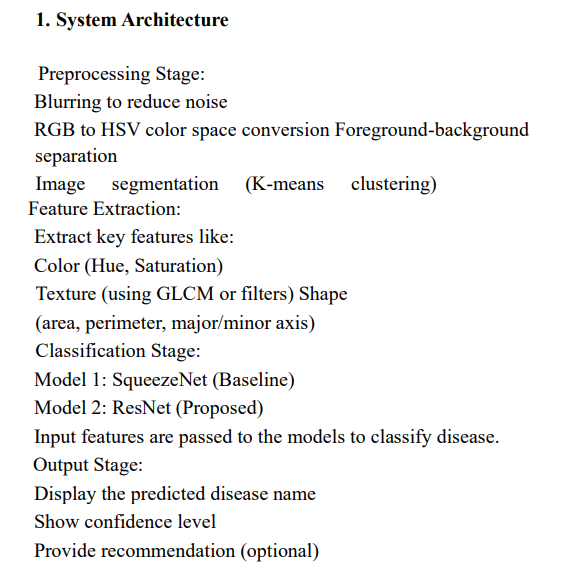 1. System Architecture
Preprocessing Stage:
Blurring to reduce noise
RGB to HSV color space conversion Foreground-background
separation
Image segmentation (K-means clustering)
Feature Extraction:
Extract key features like:
Color (Hue, Saturation)
Texture (using GLCM or filters) Shape
(area, perimeter, major/minor axis)
Classification Stage:
Model 1: SqueezeNet (Baseline)
Model 2: ResNet (Proposed)
Input features are passed to the models to classify disease.
Output Stage:
Display the predicted disease name
Show confidence level
Provide recommendation (optional)